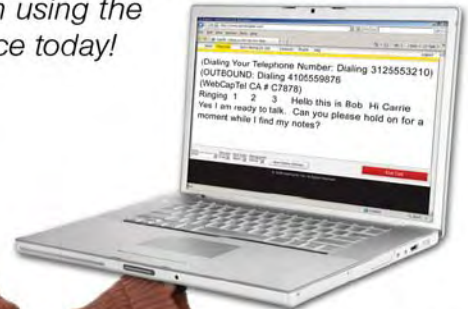 n using the
ce today!
(Dialing Your Telephone Number: Dialing 3125553210)
(OUTBOUND: Dialing 4105559876
(WebCapTel CA # C7878)
Ringing 1 2 3 Hello this is Bob Hi Carrie
Yes I am ready to talk. Can you please hold on for a
moment while I find my notes?